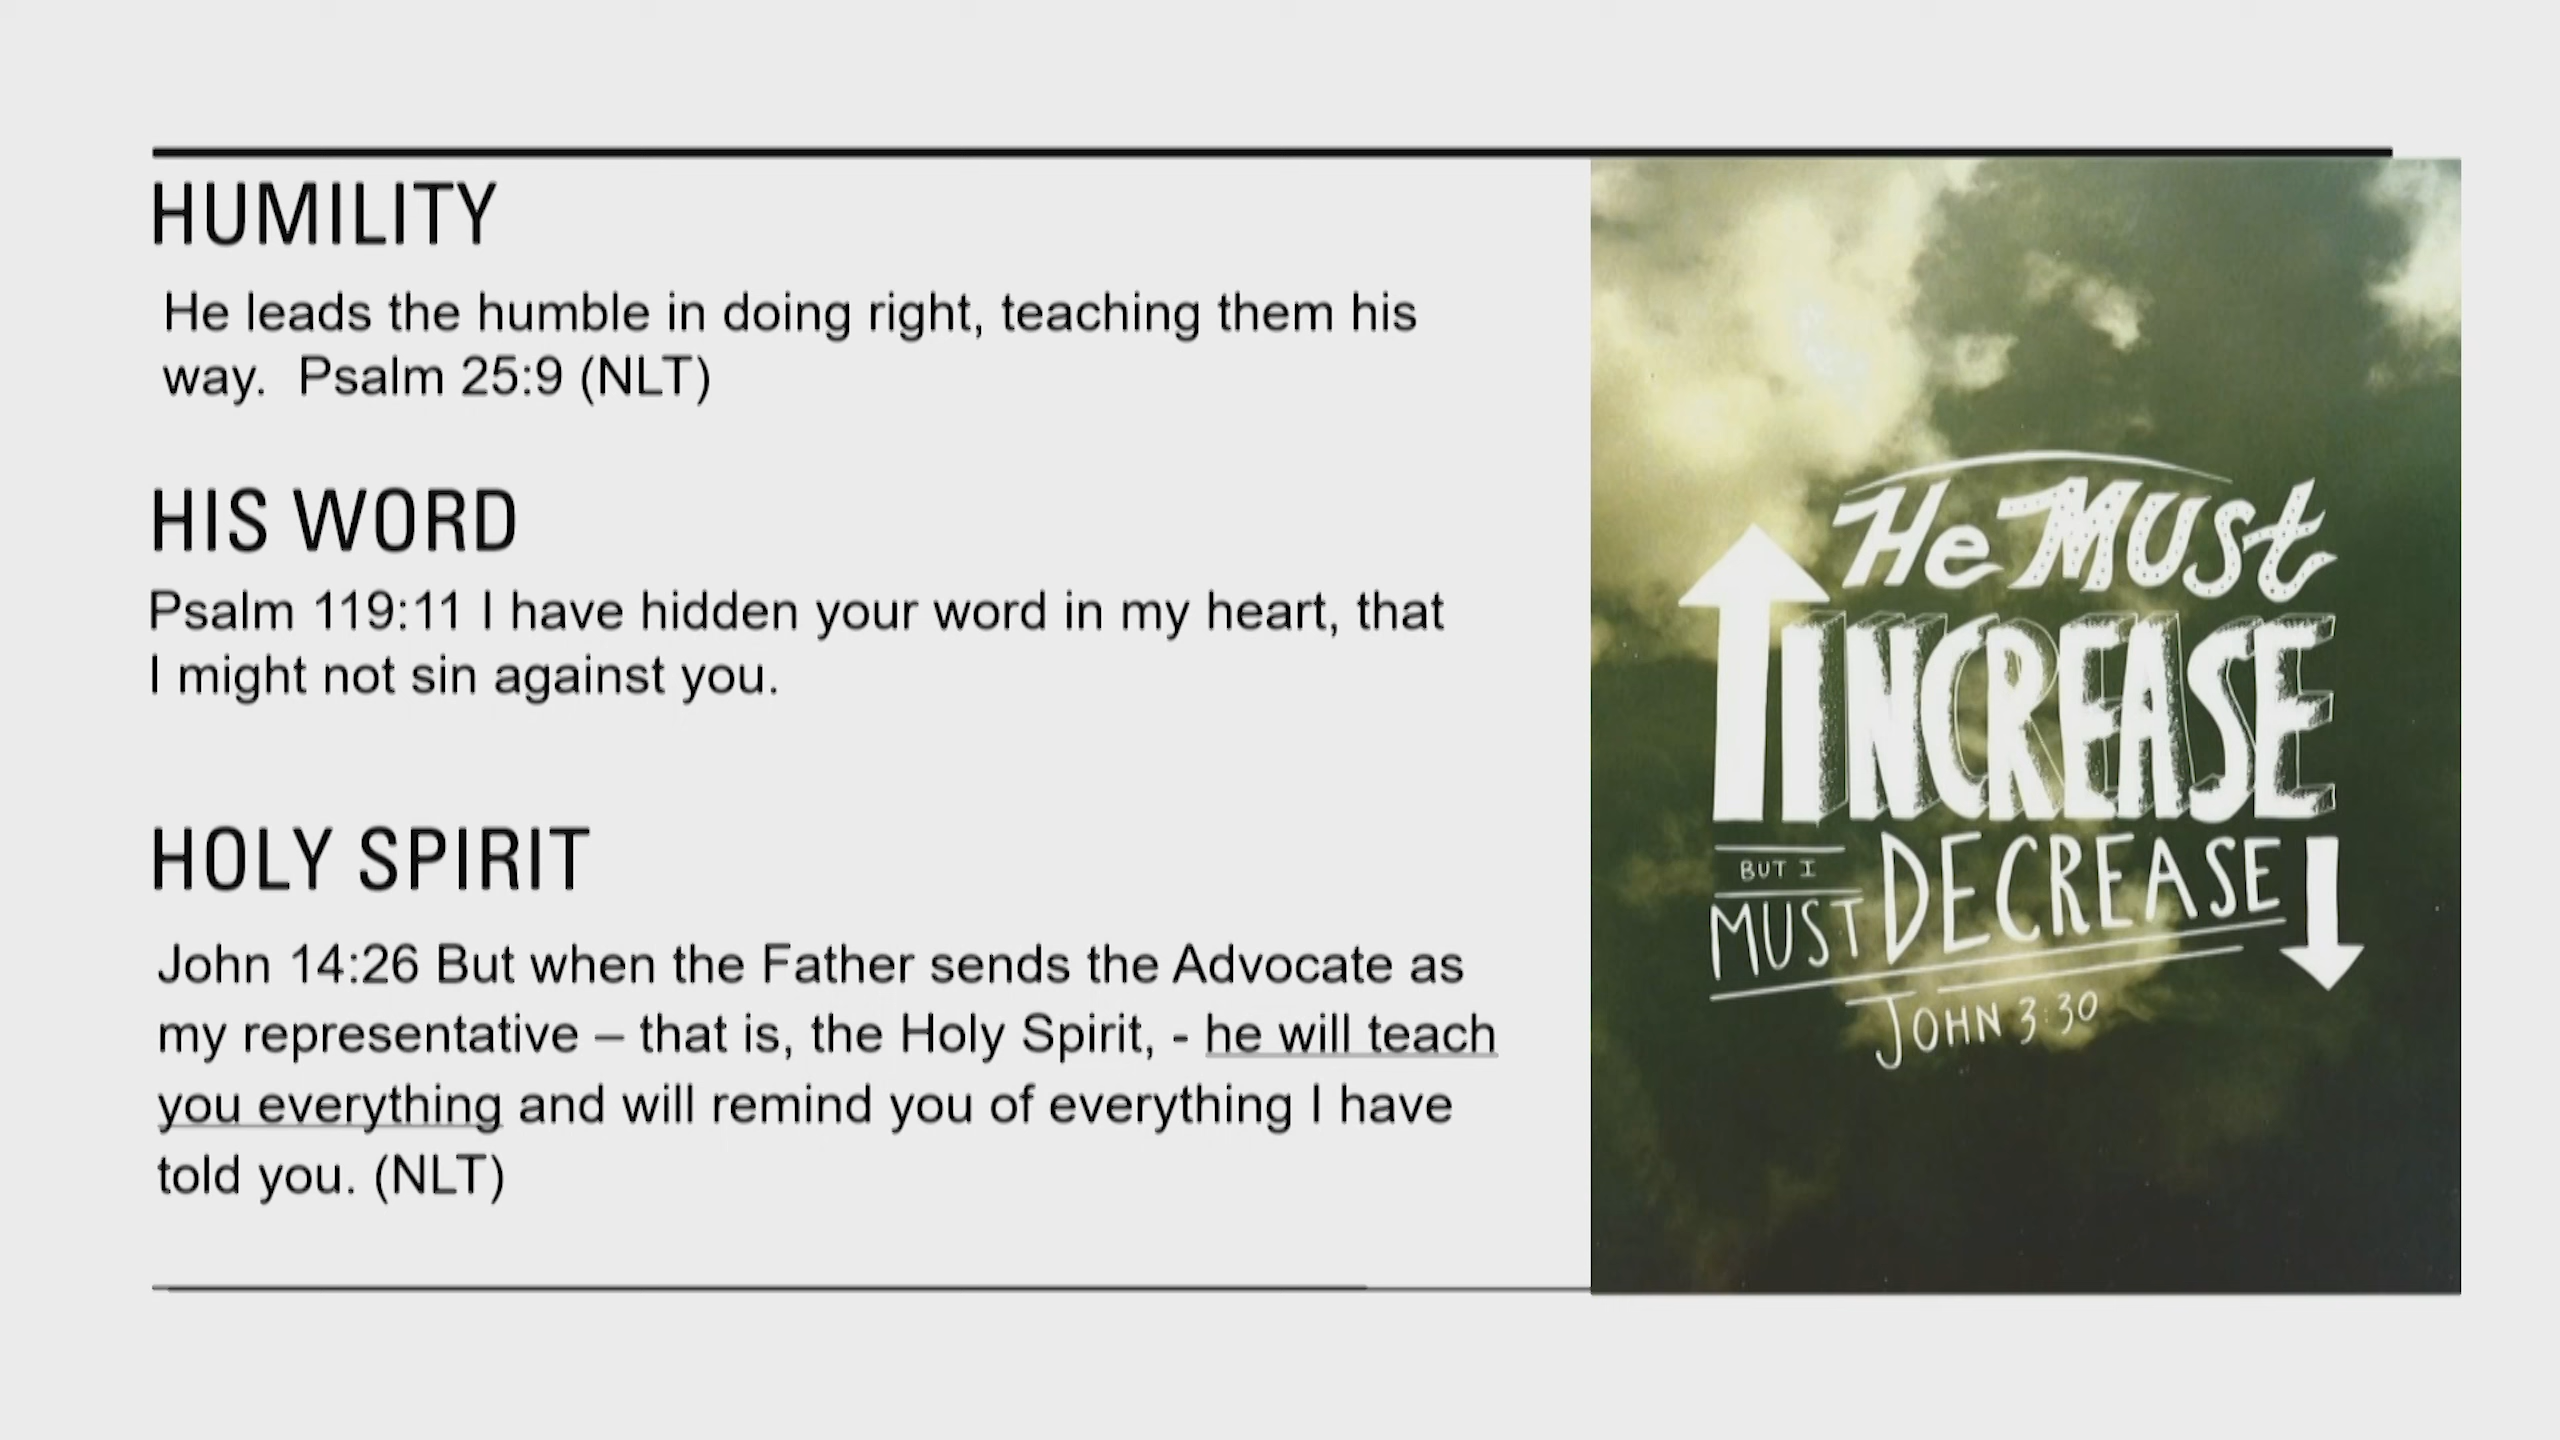 HUMILITY
He leads the humble in doing right, teaching them his
way.  Psalm 25:9 (NLT)
HIS WORD
Psalm 119:11 I have hidden your word in my heart, that
I might not sin against you.
HOLY SPIRIT
John 14:26 But when the Father sends the Advocate as
my representative – that is, the Holy Spirit, - he will teach
you everything and will remind you of everything I have
told you. (NLT)
He MUSt
INCREASE
BUT I
MUST DECREASE
JOHN 3:30